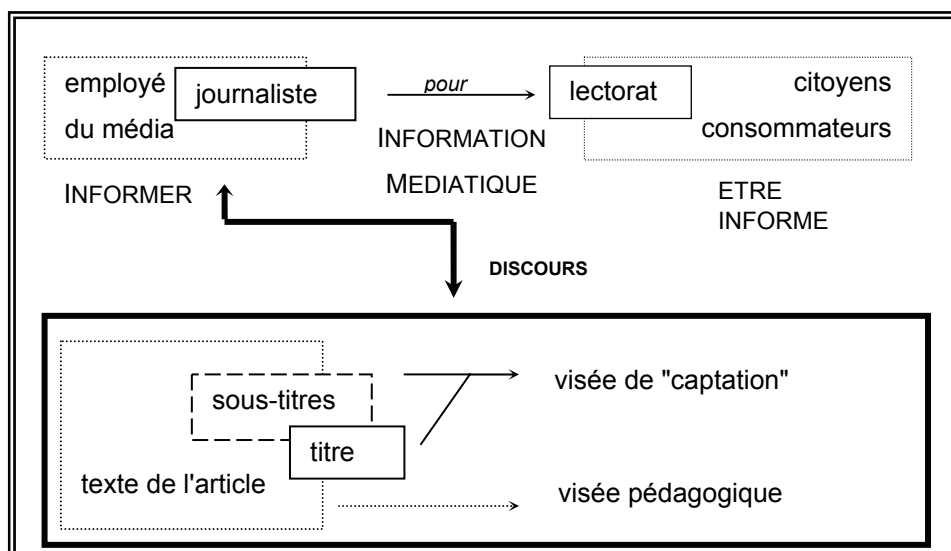 employé
du média
journaliste
pour
lectorat
citoyens
consommateurs
INFORMATION
MEDIATIQUE
INFORMER
ETRE
INFORME
DISCOURS
sous-titres
titre
texte de l'article
visée de "captation"
visée pédagogique